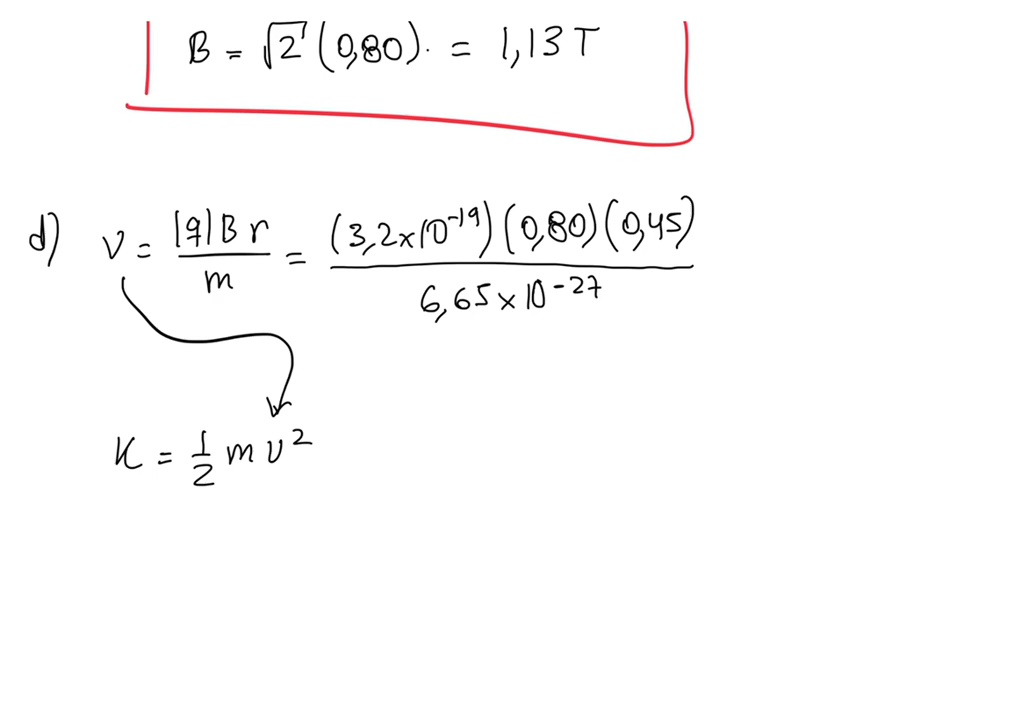 B = √2 (0,80). = 1,13 T
d) v = |q|B r / m = (3,2×10^-19)(0,80)(0,45) / 6,65×10^-27
K = 1/2 m v^2